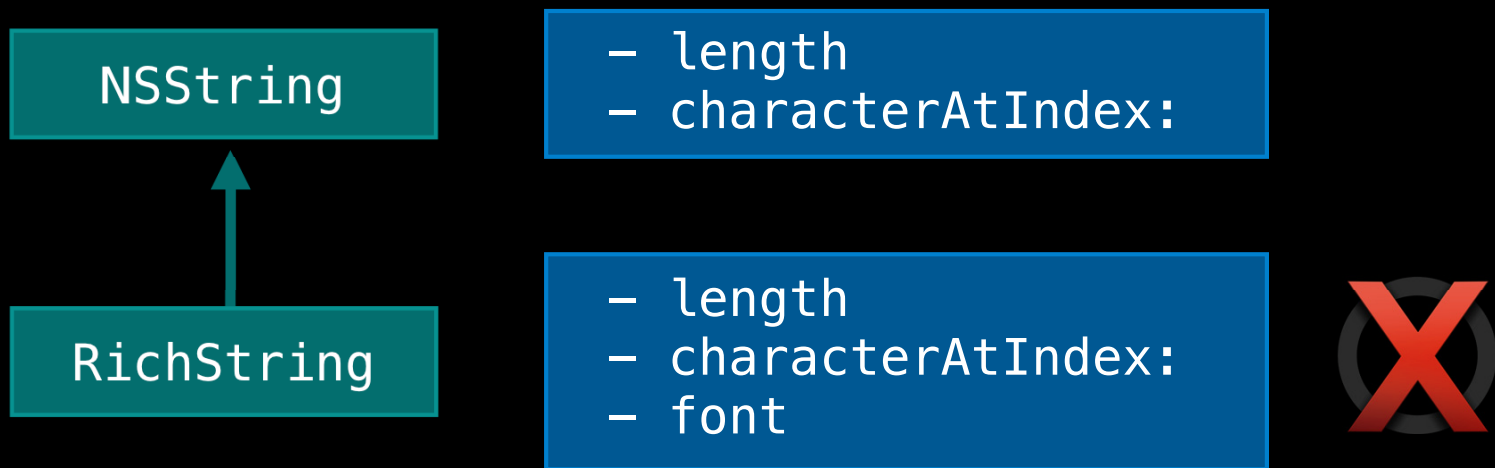 NSString
- length
- characterAtIndex:
RichString
- length
- characterAtIndex:
- font